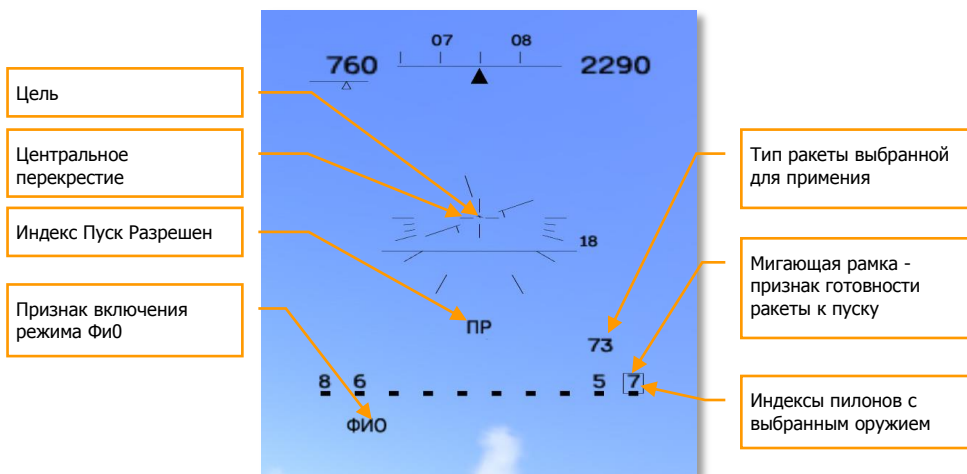 07 08
760
2290
Цель
Центральное
перекрестие
Индекс Пуск Разрешен
Признак включения
режима Фи0
18
ПР
73
8 6 5 7
ФИО
Тип ракеты выбранной
для примения
Мигающая рамка -
признак готовности
ракеты к пуску
Индексы пилонов с
выбранным оружием